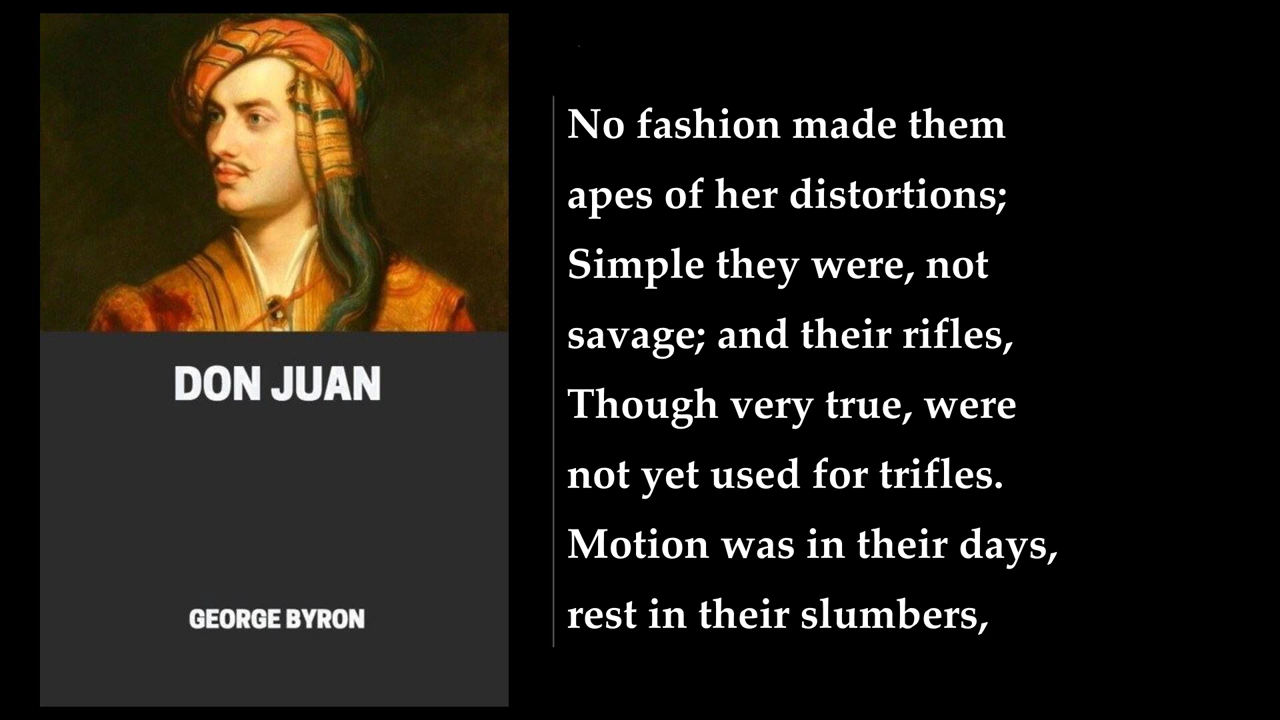 DON JUAN
GEORGE BYRON
No fashion made them
apes of her distortions;
Simple they were, not
savage; and their rifles,
Though very true, were
not yet used for trifles.
Motion was in their days,
rest in their slumbers,